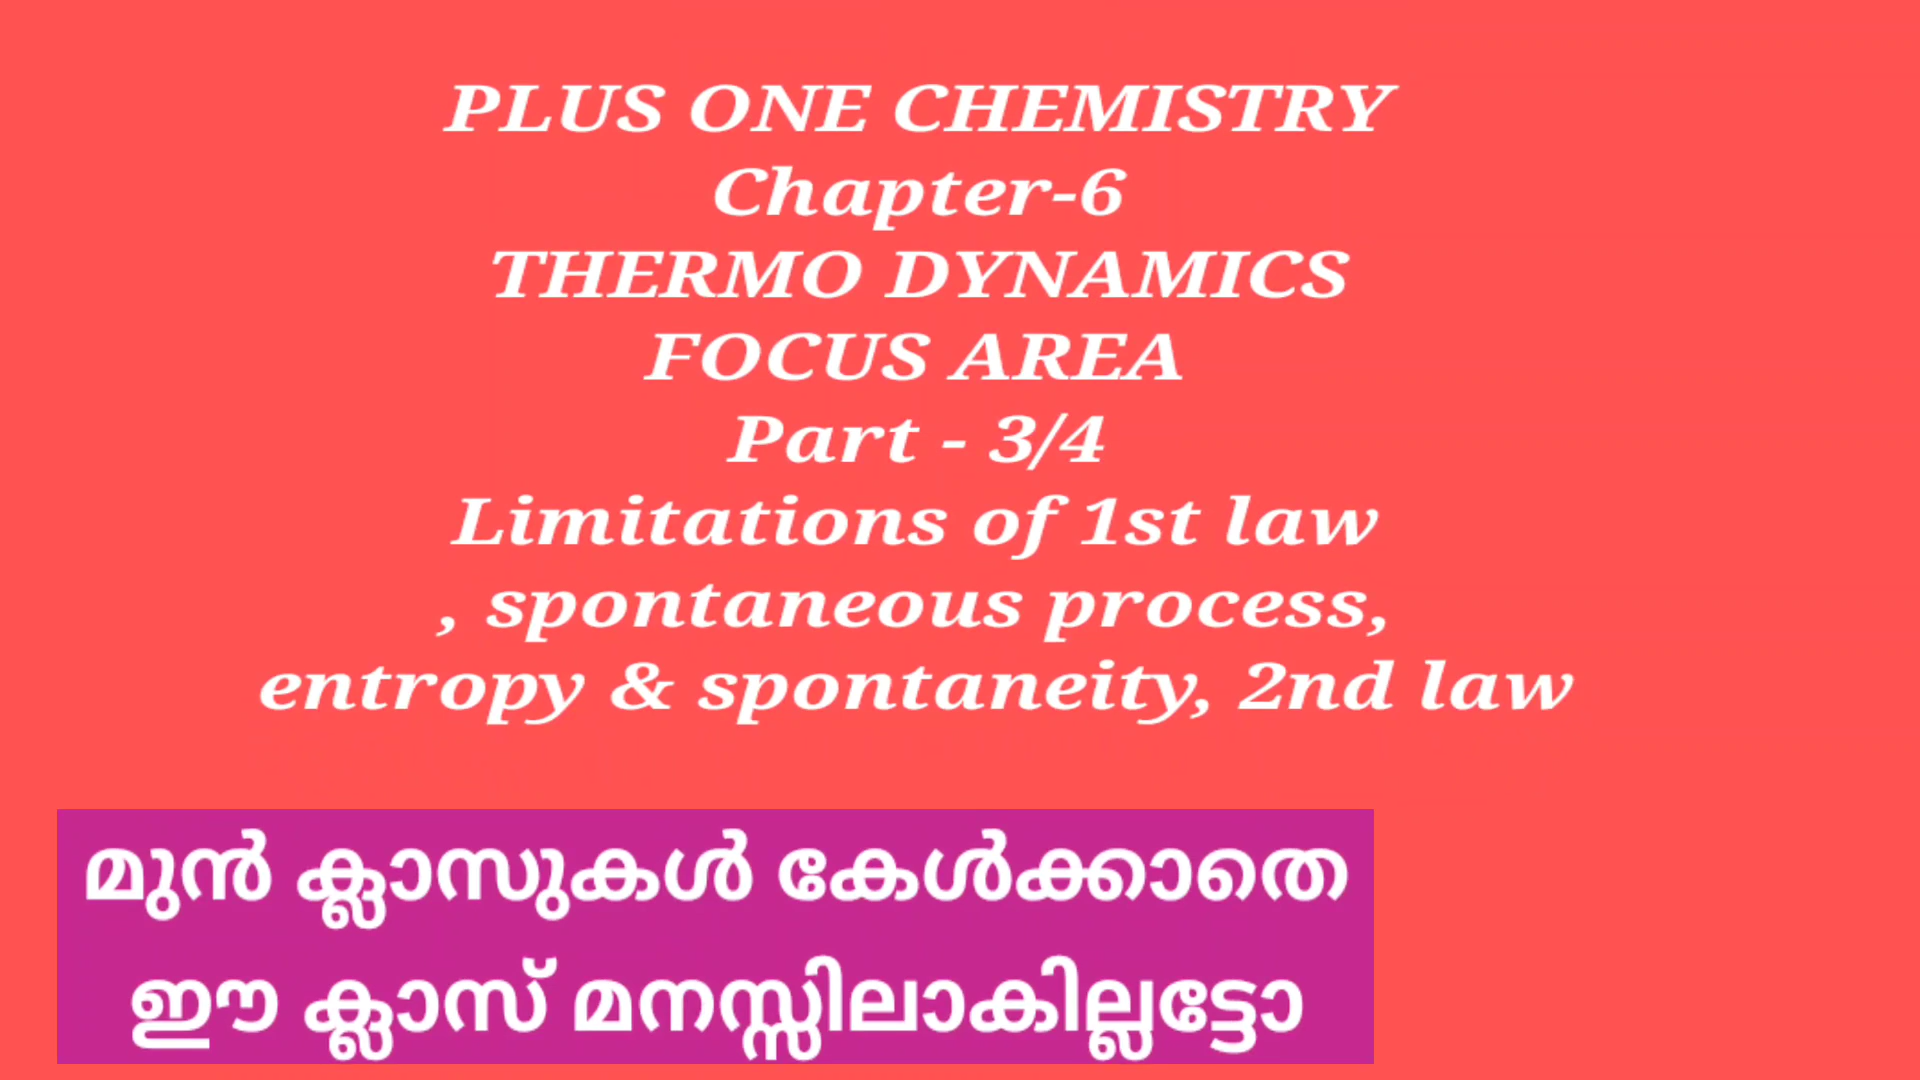 PLUS ONE CHEMISTRY
Chapter-6
THERMO DYNAMICS
FOCUS AREA
Part - 3/4
Limitations of 1st law
, spontaneous process,
entropy & spontaneity, 2nd law
മുൻ ക്ലാസുകൾ കേൾക്കാതെ
ഈ ക്ലാസ് മനസ്സിലാകില്ലട്ടോ